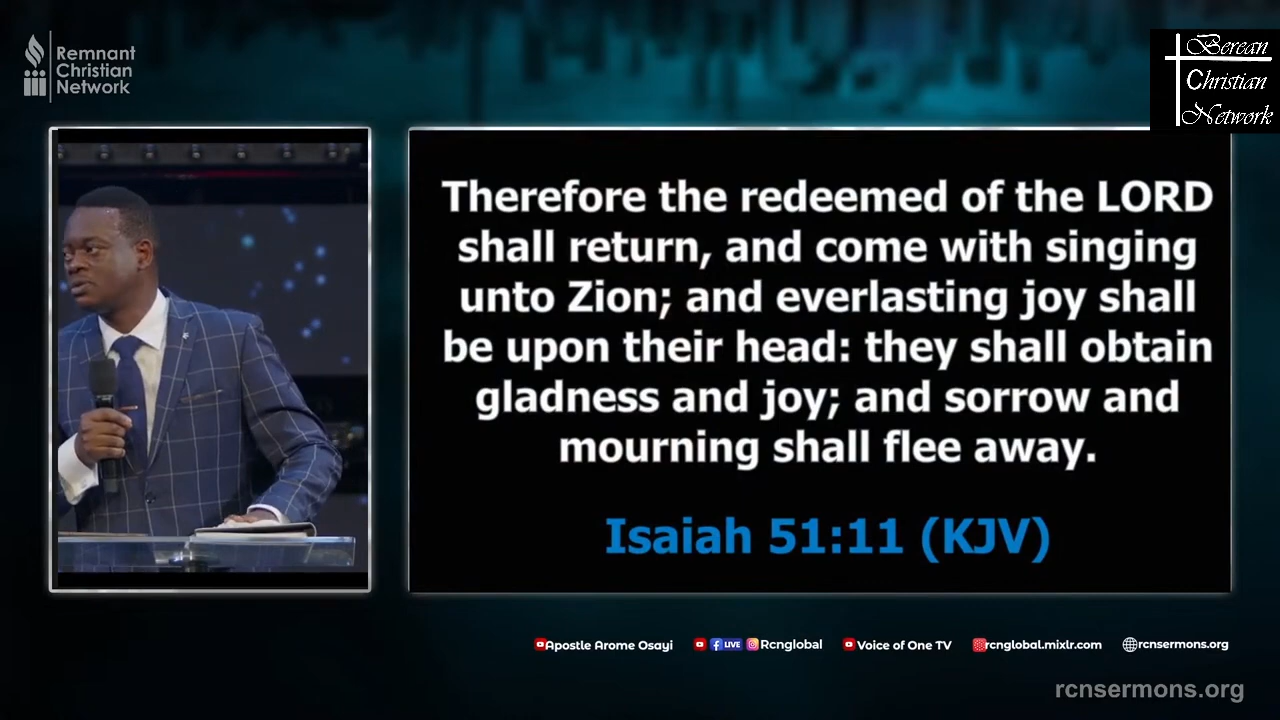 Remnant
Christian
Network
Berean
Christian
Network
Therefore the redeemed of the LORD
shall return, and come with singing
unto Zion; and everlasting joy shall
be upon their head: they shall obtain
gladness and joy; and sorrow and
mourning shall flee away.
Isaiah 51:11 (KJV)
Apostle Arome Osayi LIVE Rcnglobal Voice of One TV rcnglobal.mixlr.com rcnsermons.org
rcnsermons.org